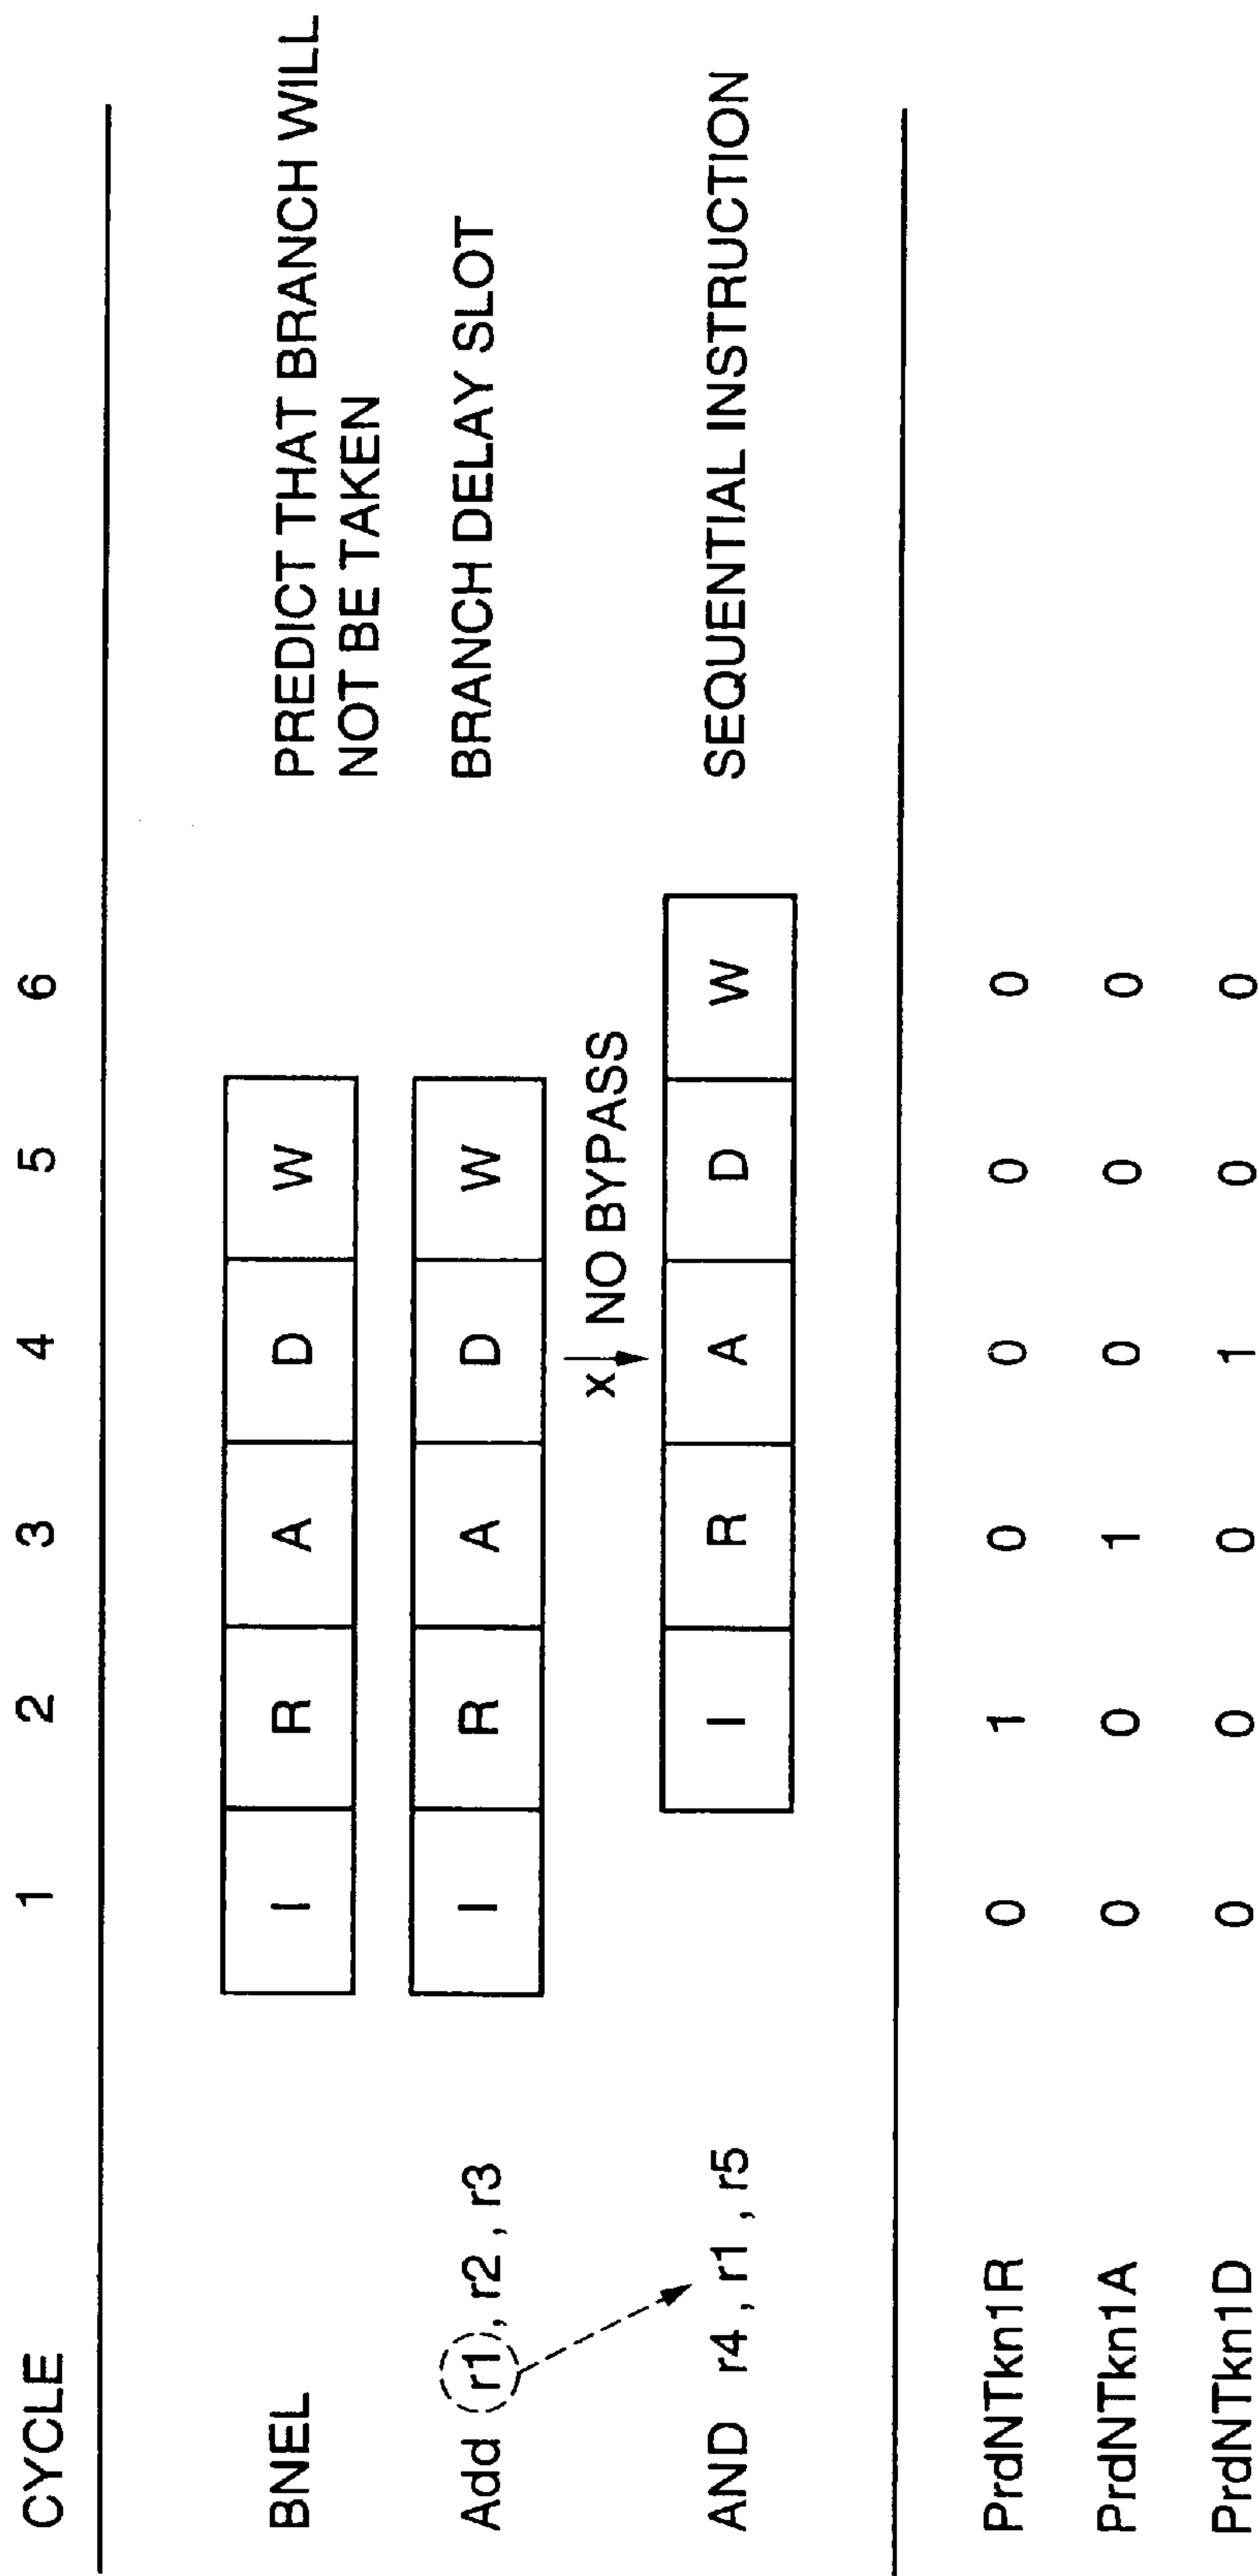 CYCLE 1 2 3 4 5 6
BNEL I R A D W PREDICT THAT BRANCH WILL
NOT BE TAKEN
Add r1, r2 , r3 I R A D W BRANCH DELAY SLOT
x NO BYPASS
AND r4 , r1 , r5 I R A D W SEQUENTIAL INSTRUCTION
PrdNTkn1R 0 1 0 0 0 0
PrdNTkn1A 0 0 1 0 0 0
PrdNTkn1D 0 0 0 1 0 0